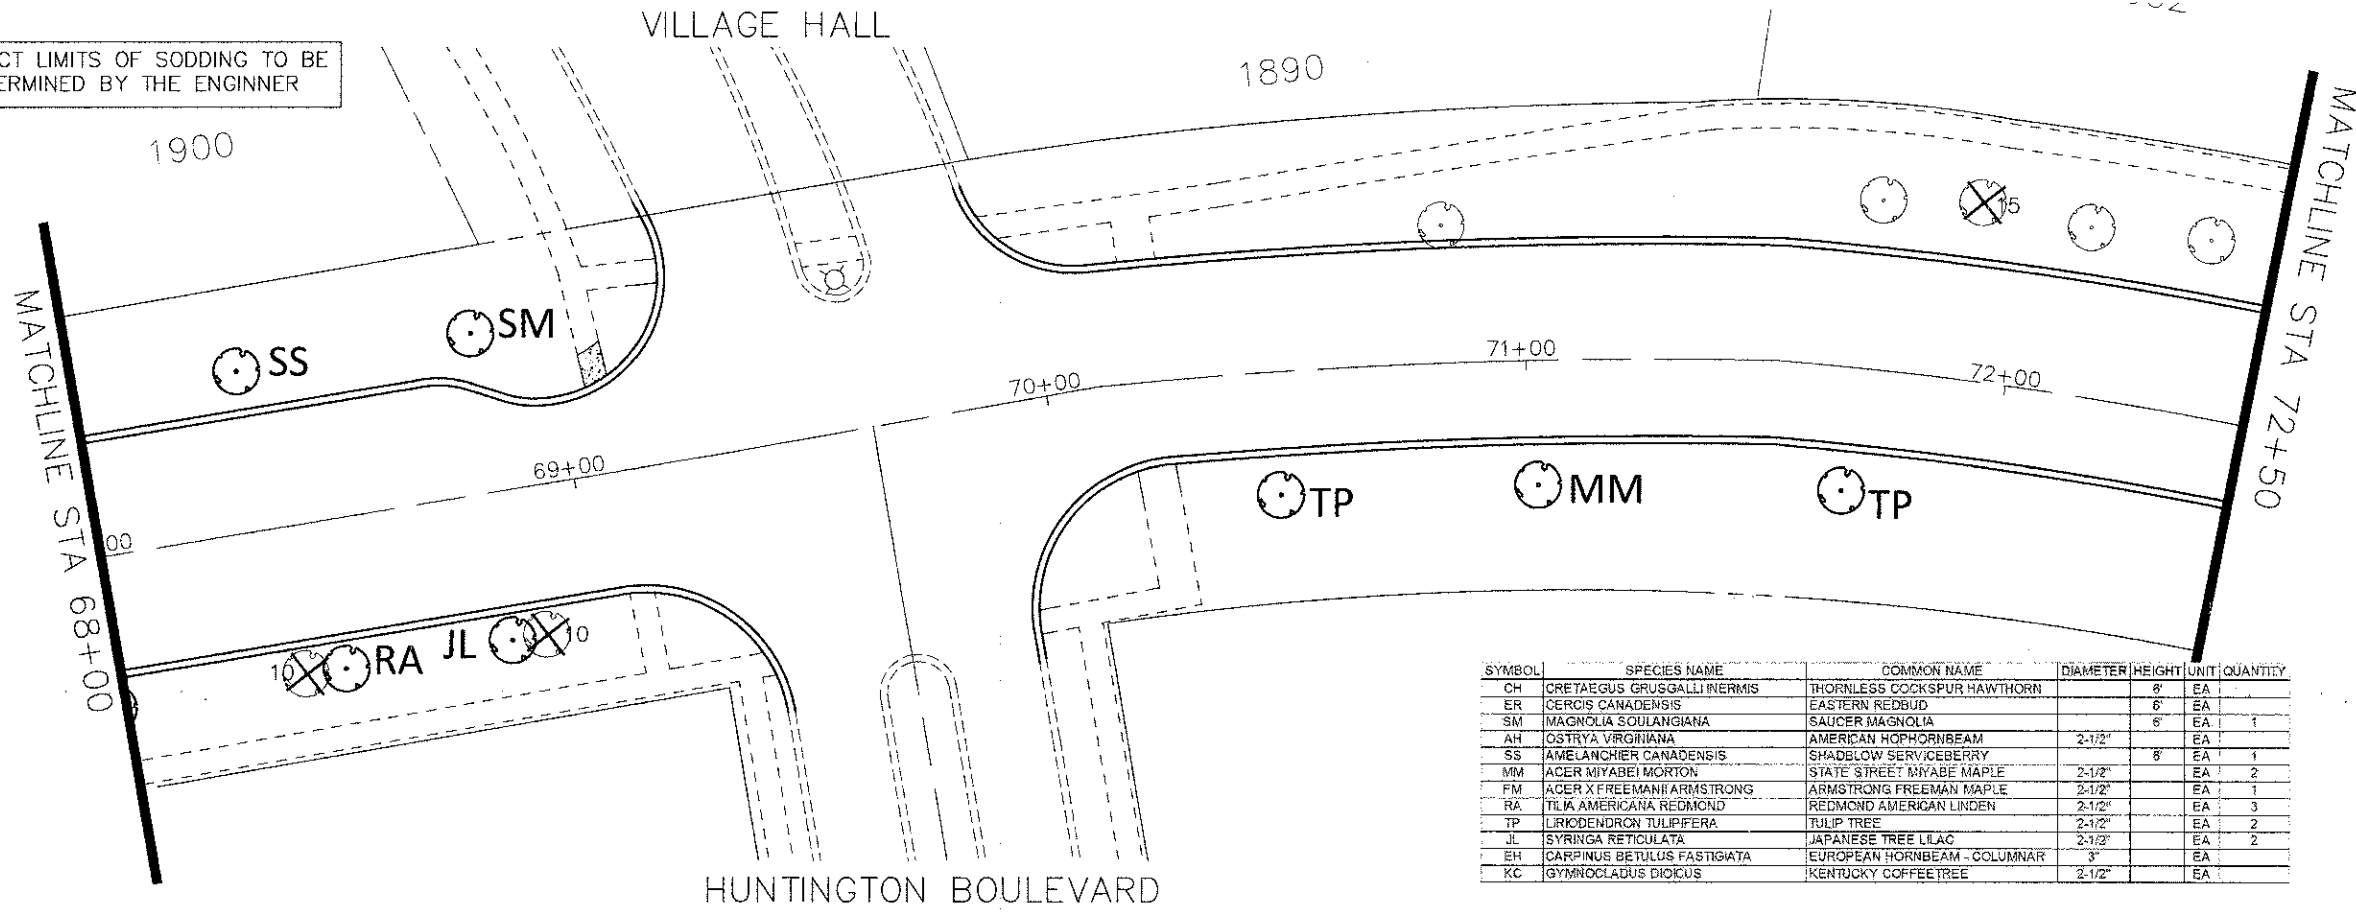 VILLAGE HALL
CT LIMITS OF SODDING TO BE
ERMINED BY THE ENGINNER
1890
1900
MATCHLINE STA 72+50
MATCHLINE STA 68+00
15
SM
SS
71+00
70+00
72+00
69+00
00
TP
MM
TP
10
RA
JL
10
HUNTINGTON BOULEVARD
SYMBOL SPECIES NAME COMMON NAME DIAMETER HEIGHT UNIT QUANTITY
CH CRETAEGUS GRUSGALLI INERMIS THORNLESS COCKSPUR HAWTHORN 6' EA
ER CERCIS CANADENSIS EASTERN REDBUD 6' EA
SM MAGNOLIA SOULANGIANA SAUCER MAGNOLIA 6' EA 1
AH OSTRYA VIRGINIANA AMERICAN HOPHORNBEAM 2-1/2" EA
SS AMELANCHIER CANADENSIS SHADBLOW SERVICEBERRY EA 1
MM ACER MIYABEI MORTON STATE STREET MIYABE MAPLE 2-1/2" EA 2
FM ACER X FREEMANII ARMSTRONG ARMSTRONG FREEMAN MAPLE 2-1/2" EA 1
RA TILIA AMERICANA REDMOND REDMOND AMERICAN LINDEN 2-1/2" EA 3
TP LIRIODENDRON TULIPIFERA TULIP TREE 2-1/2" EA 2
JL SYRINGA RETICULATA JAPANESE TREE LILAC 2-1/2" EA 2
EH CARPINUS BETULUS FASTIGIATA EUROPEAN HORNBEAM - COLUMNAR 3" EA
KC GYMNOCLADUS DIOICUS KENTUCKY COFFEETREE 2-1/2" EA